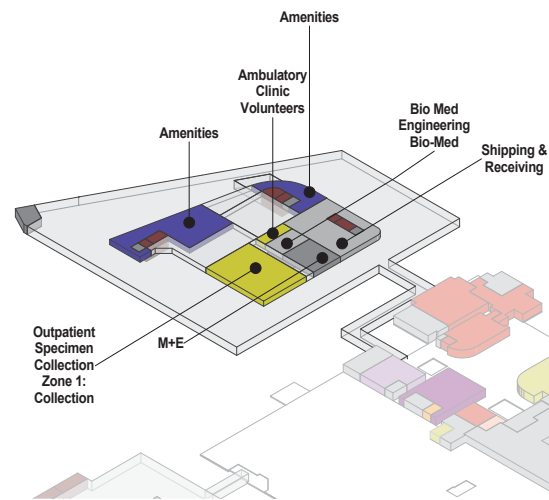 Amenities
Ambulatory
Clinic
Volunteers
Bio Med
Engineering
Bio-Med
Amenities
Shipping &
Receiving
Outpatient
Specimen
Collection
Zone 1:
Collection
M+E